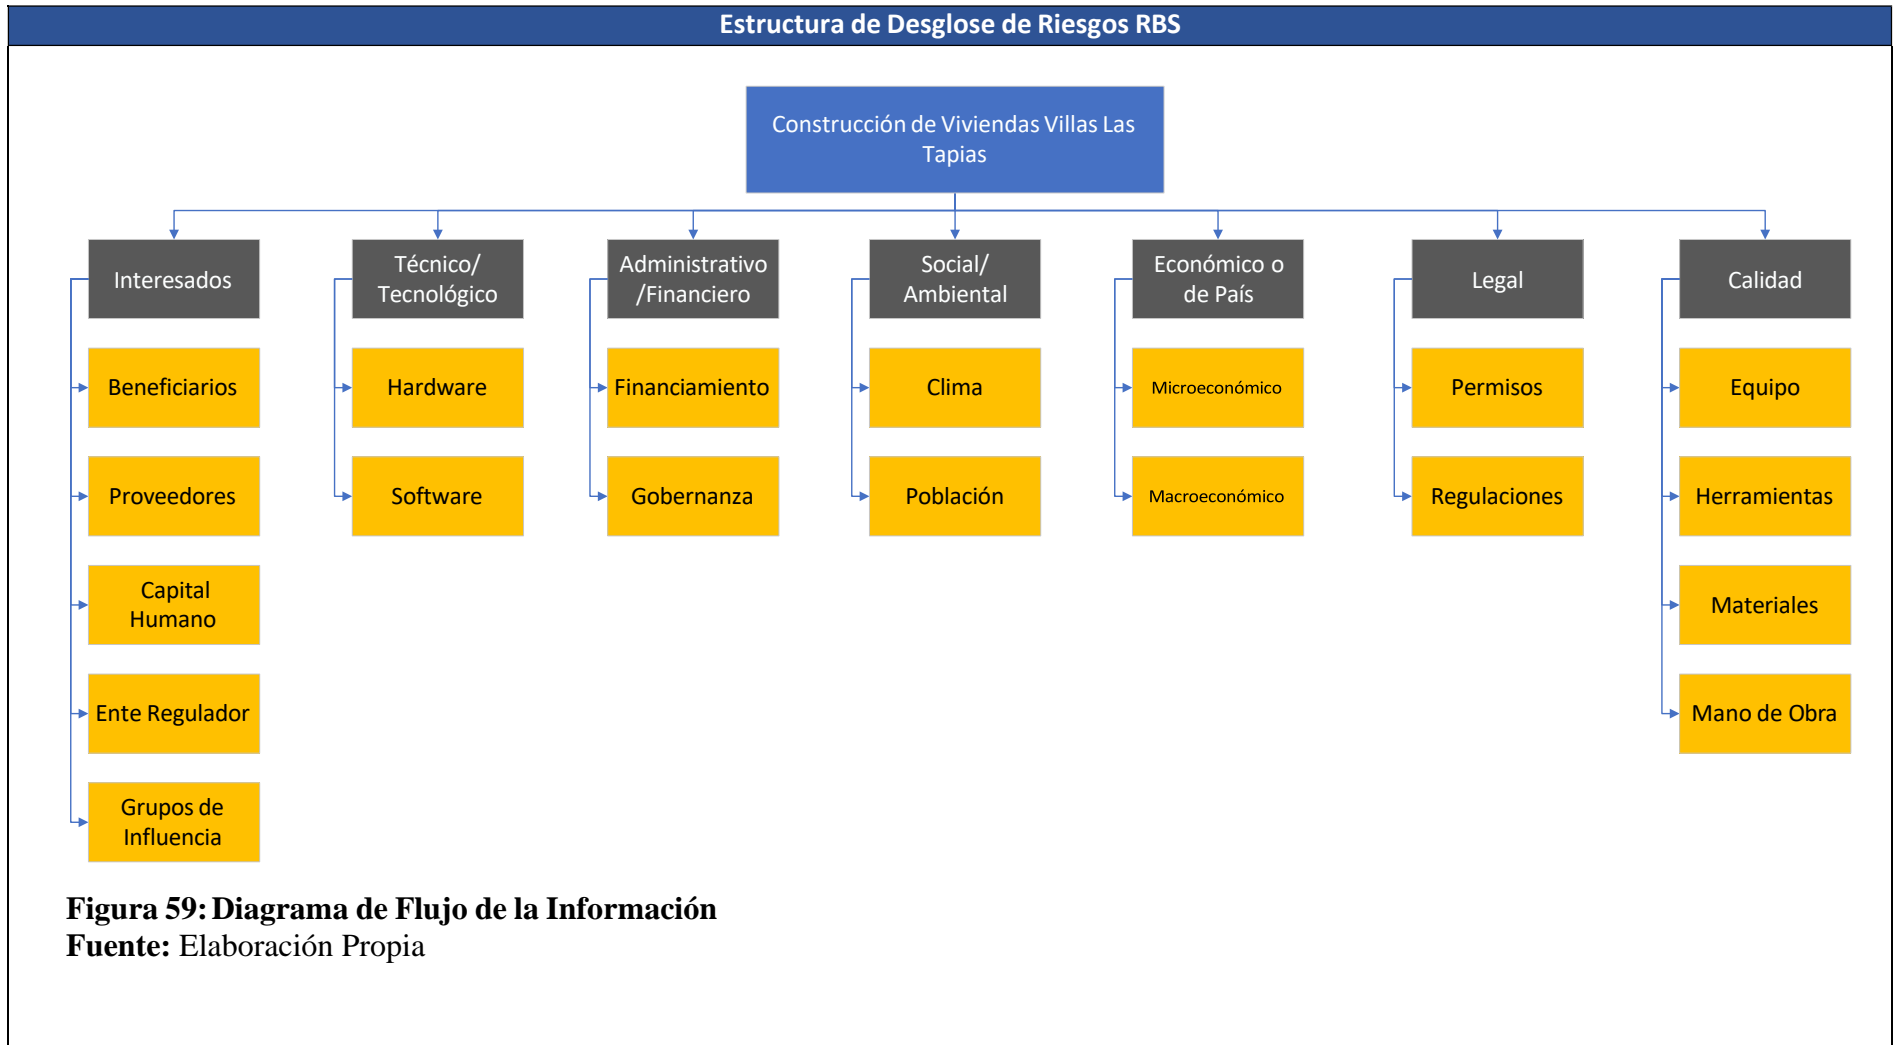 Estructura de Desglose de Riesgos RBS
Construcción de Viviendas Villas Las
Tapias
Interesados
Beneficiarios
Proveedores
Capital
Humano
Ente Regulador
Grupos de
Influencia
Técnico/
Tecnológico
Hardware
Software
Administrativo
/Financiero
Financiamiento
Gobernanza
Social/
Ambiental
Clima
Población
Económico o
de País
Microeconómico
Macroeconómico
Legal
Permisos
Regulaciones
Calidad
Equipo
Herramientas
Materiales
Mano de Obra
Figura 59: Diagrama de Flujo de la Información
Fuente: Elaboración Propia